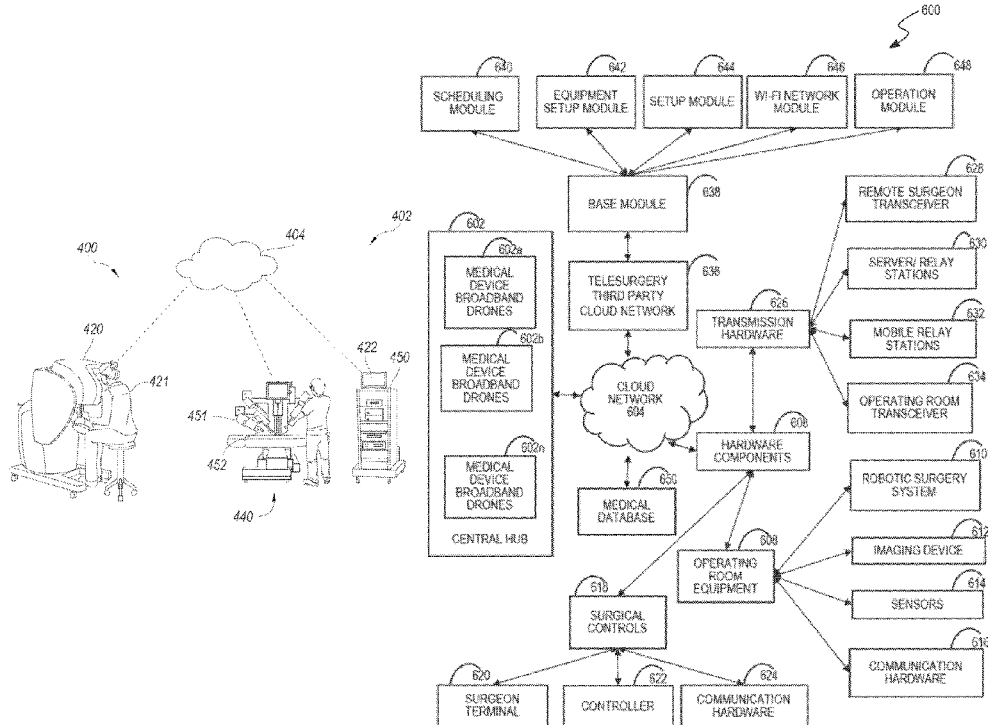 600
640
SCHEDULING
MODULE
642
EQUIPMENT
SETUP MODULE
644
SETUP MODULE
646
WI-FI NETWORK
MODULE
648
OPERATION
MODULE
638
BASE MODULE
628
REMOTE SURGEON
TRANSCEIVER
400
404
402
602
602a
MEDICAL
DEVICE
BROADBAND
DRONES
602b
MEDICAL
DEVICE
BROADBAND
DRONES
602n
MEDICAL
DEVICE
BROADBAND
DRONES
CENTRAL HUB
636
TELESURGERY
THIRD PARTY
CLOUD NETWORK
626
TRANSMISSION
HARDWARE
630
SERVER/ RELAY
STATIONS
632
MOBILE RELAY
STATIONS
634
OPERATING ROOM
TRANSCEIVER
420
421
422
450
451
452
440
CLOUD
NETWORK
604
606
HARDWARE
COMPONENTS
650
MEDICAL
DATABASE
608
OPERATING
ROOM
EQUIPMENT
610
ROBOTIC SURGERY
SYSTEM
612
IMAGING DEVICE
614
SENSORS
616
COMMUNICATION
HARDWARE
618
SURGICAL
CONTROLS
620
SURGEON
TERMINAL
622
CONTROLLER
624
COMMUNICATION
HARDWARE